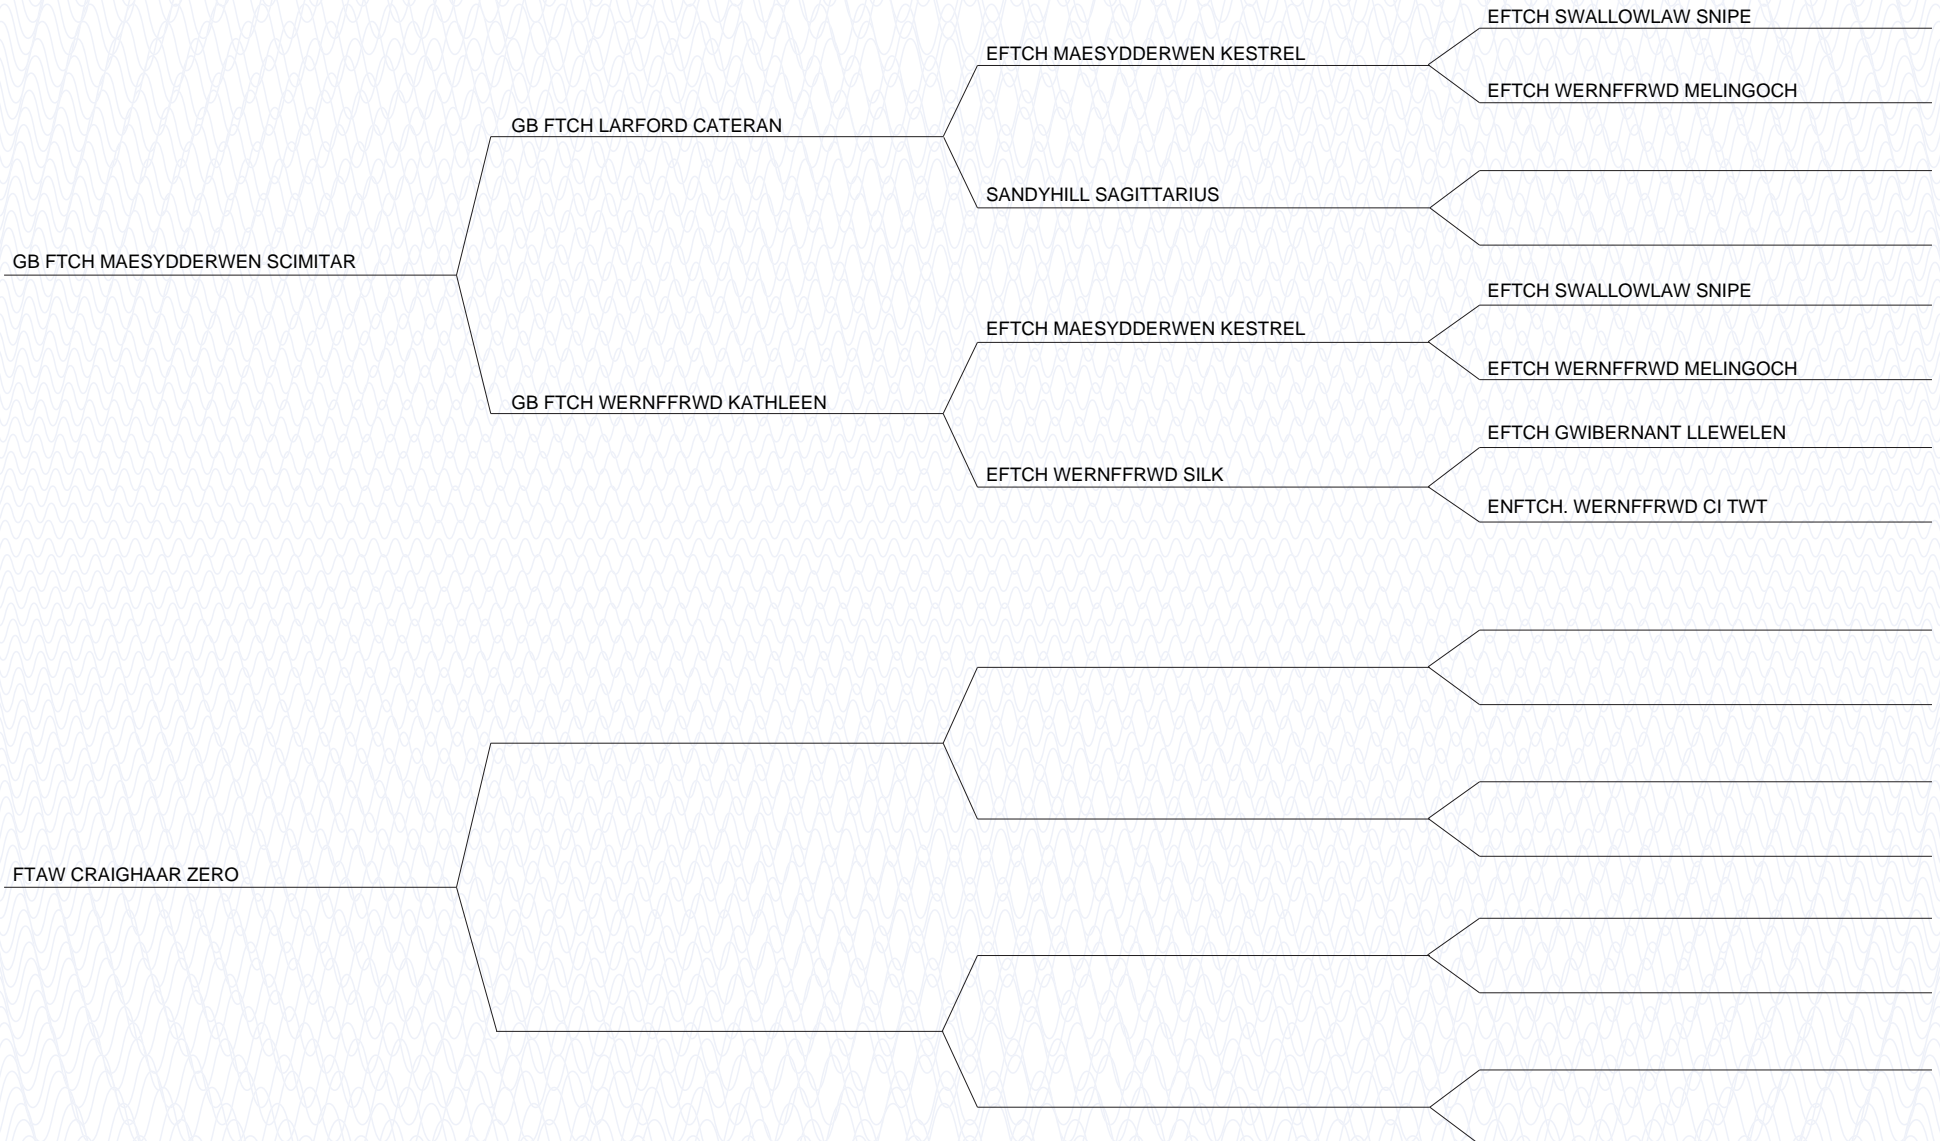 EFTCH SWALLOWLAW SNIPE
EFTCH MAESYDDERWEN KESTREL
EFTCH WERNFFRWD MELINGOCH
GB FTCH LARFORD CATERAN
SANDYHILL SAGITTARIUS
GB FTCH MAESYDDERWEN SCIMITAR
EFTCH SWALLOWLAW SNIPE
EFTCH MAESYDDERWEN KESTREL
EFTCH WERNFFRWD MELINGOCH
GB FTCH WERNFFRWD KATHLEEN
EFTCH GWIBERNANT LLEWELEN
EFTCH WERNFFRWD SILK
ENFTCH. WERNFFRWD CI TWT
FTAW CRAIGHAAR ZERO